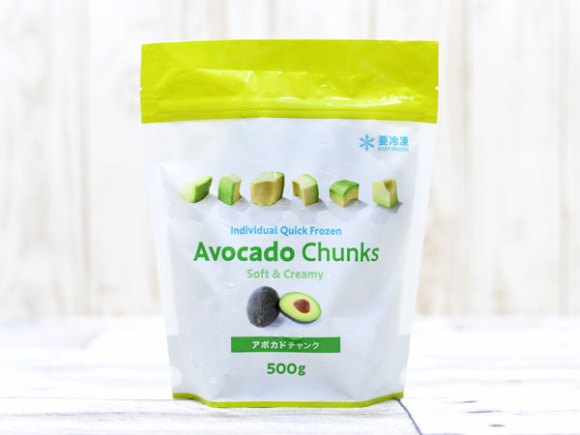 要冷凍
KEEP FROZEN
Individual Quick Frozen
Avocado Chunks
Soft & Creamy
アボカドチャンク
500g